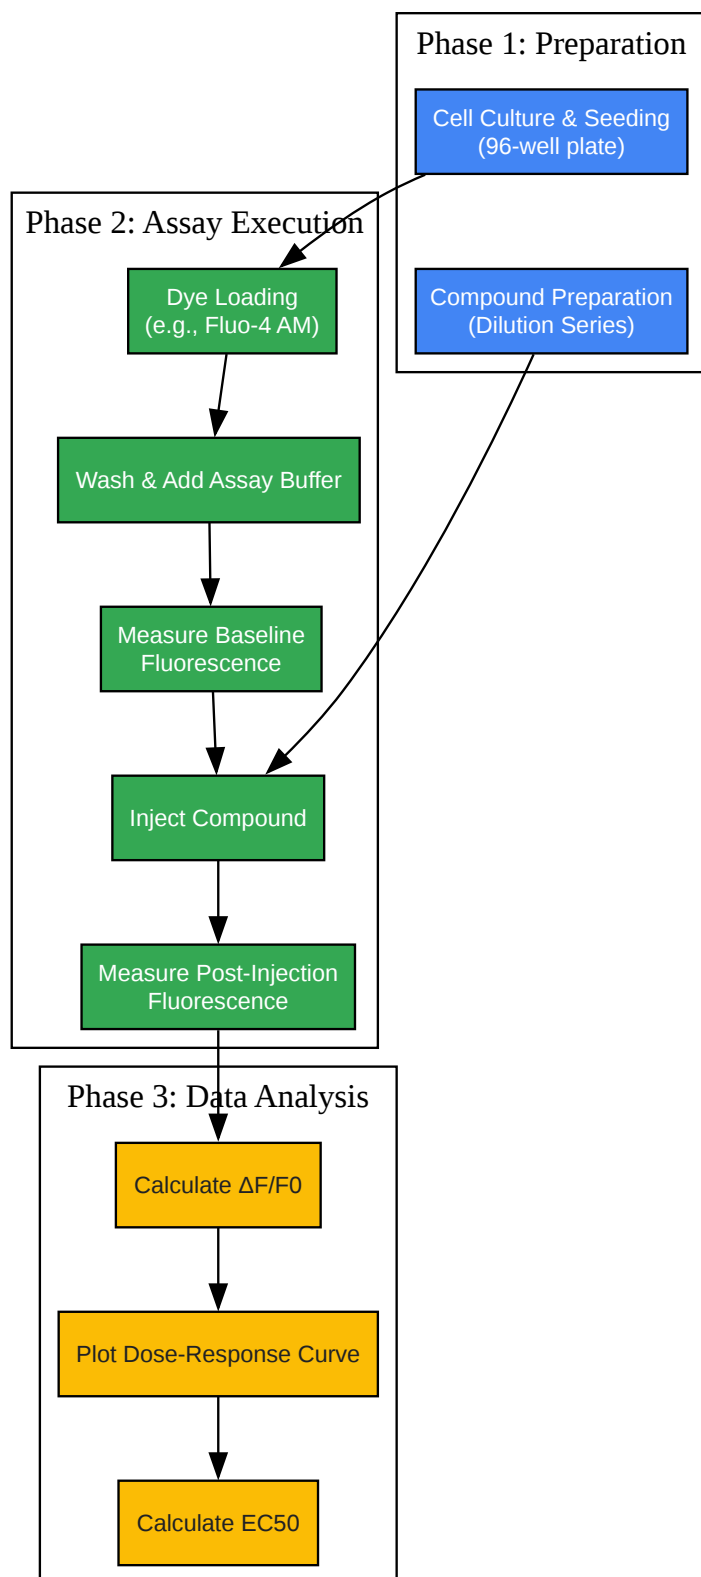 Phase 1: Preparation
Cell Culture & Seeding
(96-well plate)
Compound Preparation
(Dilution Series)
Phase 2: Assay Execution
Dye Loading
(e.g., Fluo-4 AM)
Wash & Add Assay Buffer
Measure Baseline
Fluorescence
Inject Compound
Measure Post-Injection
Fluorescence
Phase 3: Data Analysis
Calculate ΔF/F0
Plot Dose-Response Curve
Calculate EC50